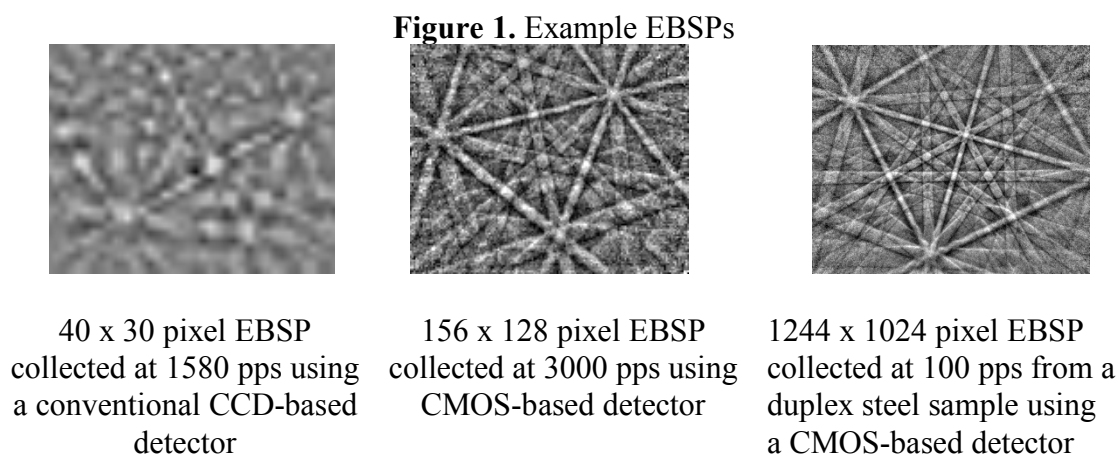 Figure 1. Example EBSPs
40 x 30 pixel EBSP
collected at 1580 pps using
a conventional CCD-based
detector
156 x 128 pixel EBSP
collected at 3000 pps using
CMOS-based detector
1244 x 1024 pixel EBSP
collected at 100 pps from a
duplex steel sample using
a CMOS-based detector